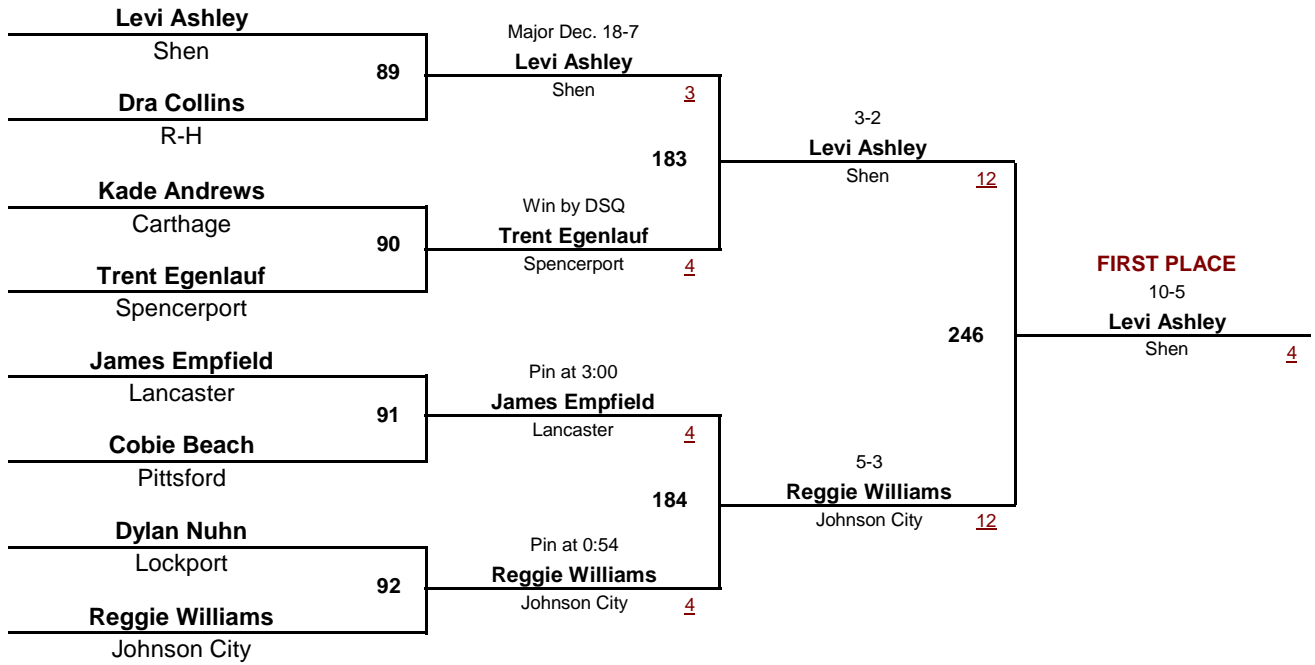 Levi Ashley
Shen
89
Dra Collins
R-H
Kade Andrews
Carthage
90
Trent Egenlauf
Spencerport
James Empfield
Lancaster
91
Cobie Beach
Pittsford
Dylan Nuhn
Lockport
92
Reggie Williams
Johnson City
Major Dec. 18-7
Levi Ashley
Shen
3
183
Win by DSQ
Trent Egenlauf
Spencerport
4
Pin at 3:00
James Empfield
Lancaster
4
184
Pin at 0:54
Reggie Williams
Johnson City
4
3-2
Levi Ashley
Shen
12
246
5-3
Reggie Williams
Johnson City
12
FIRST PLACE
10-5
Levi Ashley
Shen
4